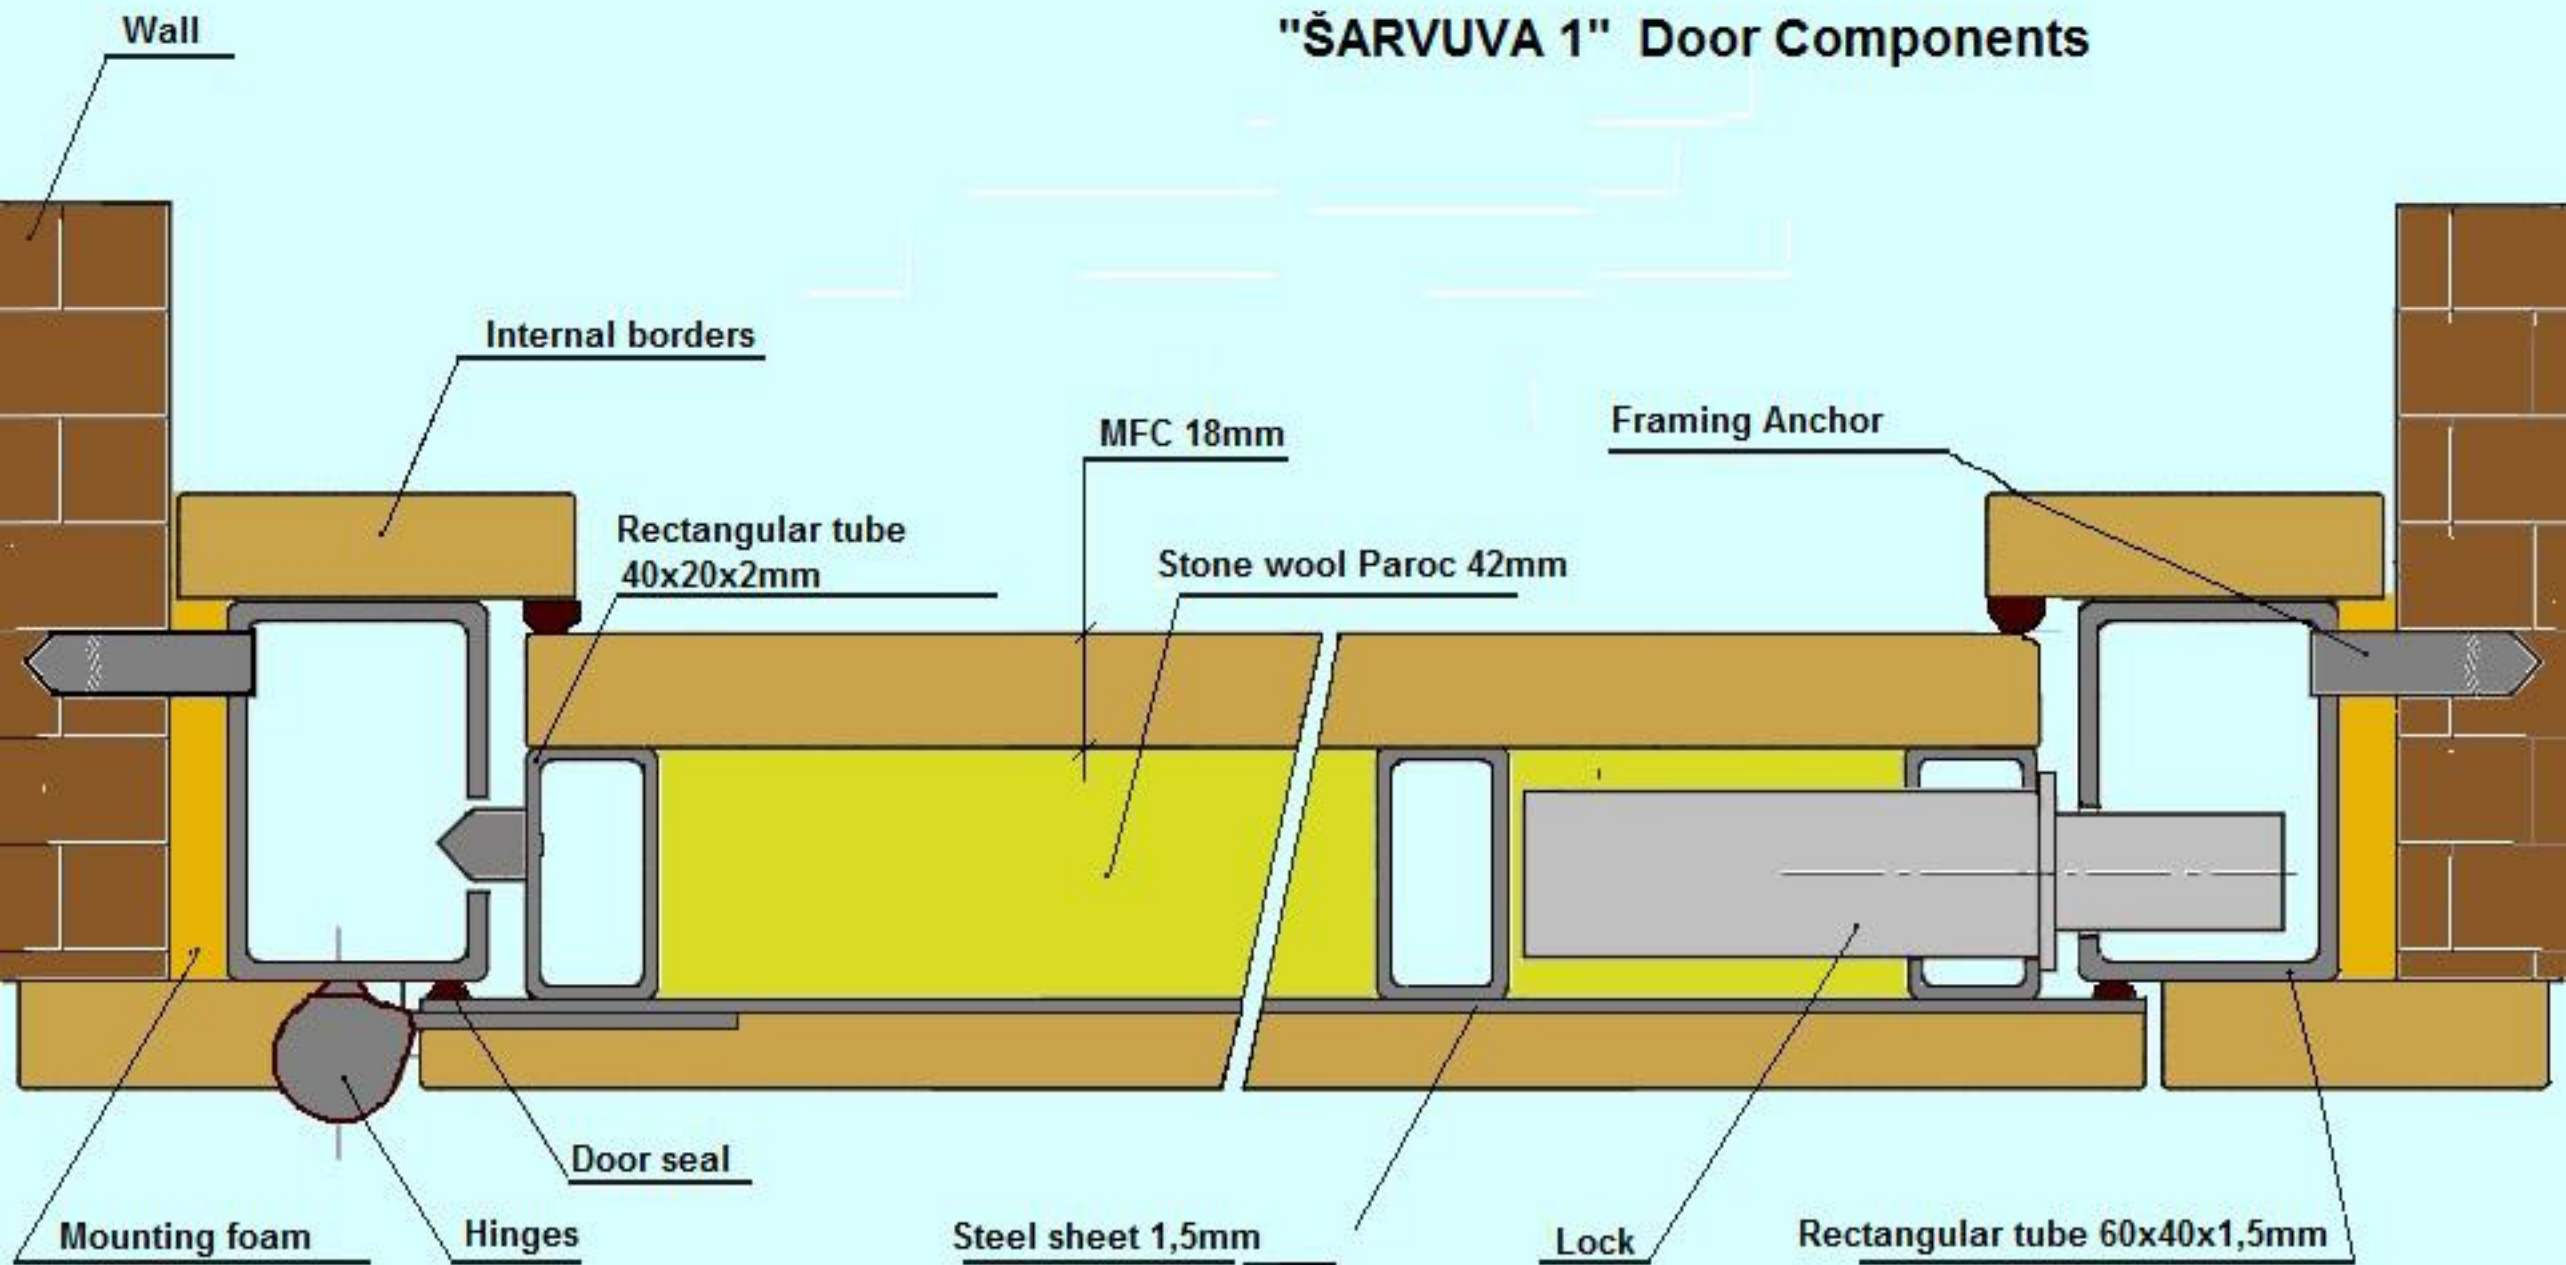 Wall
"ŠARVUVA 1" Door Components
Internal borders
MFC 18mm
Framing Anchor
Rectangular tube
40x20x2mm
Stone wool Paroc 42mm
Door seal
Mounting foam
Hinges
Steel sheet 1,5mm
Lock
Rectangular tube 60x40x1,5mm